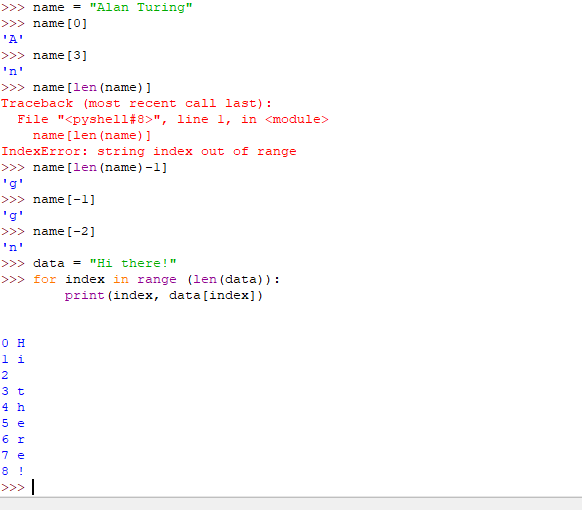 >>> name = "Alan Turing"
>>> name[0]
'A'
>>> name[3]
'n'
>>> name[len(name)]
Traceback (most recent call last):
  File "<pyshell#8>", line 1, in <module>
    name[len(name)]
IndexError: string index out of range
>>> name[len(name)-1]
'g'
>>> name[-1]
'g'
>>> name[-2]
'n'
>>> data = "Hi there!"
>>> for index in range (len(data)):
        print(index, data[index])
0 H
1 i
2
3 t
4 h
5 e
6 r
7 e
8 !
>>>